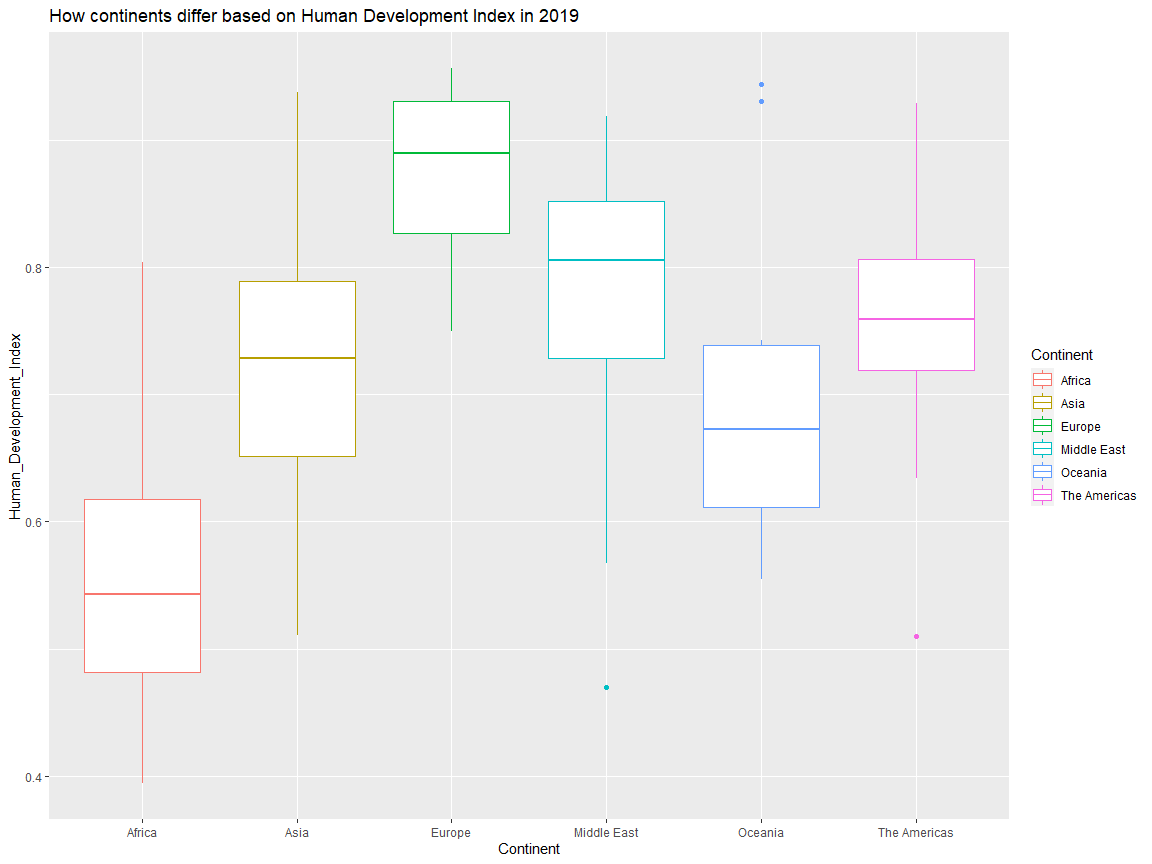 How continents differ based on Human Development Index in 2019
Human_Development_Index
0.8
0.6
0.4
Africa
Asia
Europe
Middle East
Oceania
The Americas
Continent
Continent
Africa
Asia
Europe
Middle East
Oceania
The Americas